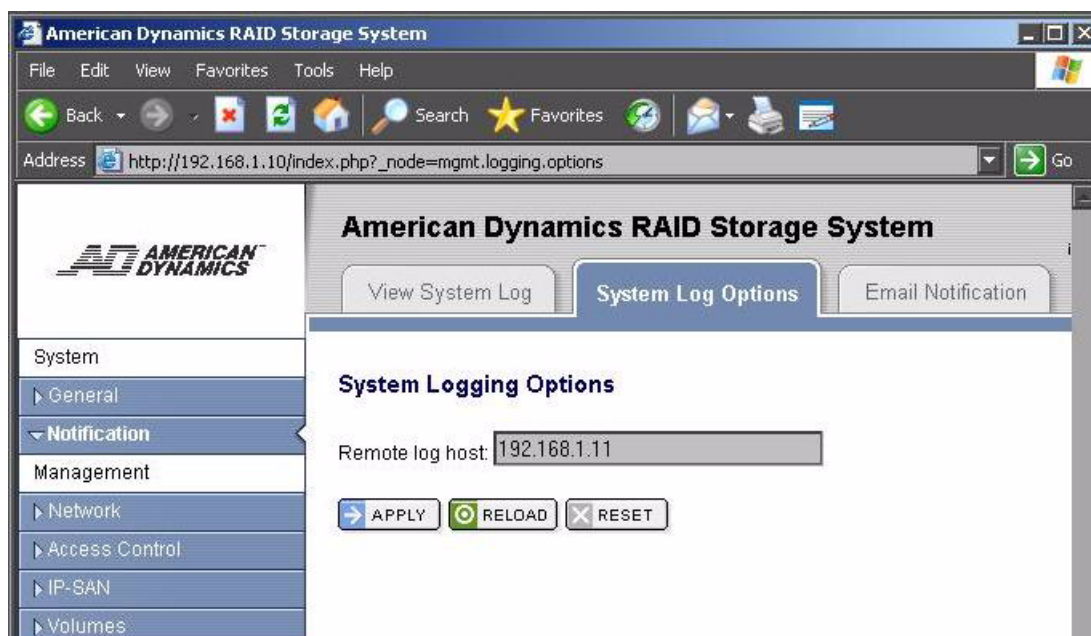 American Dynamics RAID Storage System
File Edit View Favorites Tools Help
Back Search Favorites
Address http://192.168.1.10/index.php?_node=mgmt.logging.options Go
AMERICAN DYNAMICS
American Dynamics RAID Storage System
View System Log System Log Options Email Notification
System
General
Notification
Management
Network
Access Control
IP-SAN
Volumes
System Logging Options
Remote log host: 192.168.1.11
APPLY RELOAD RESET